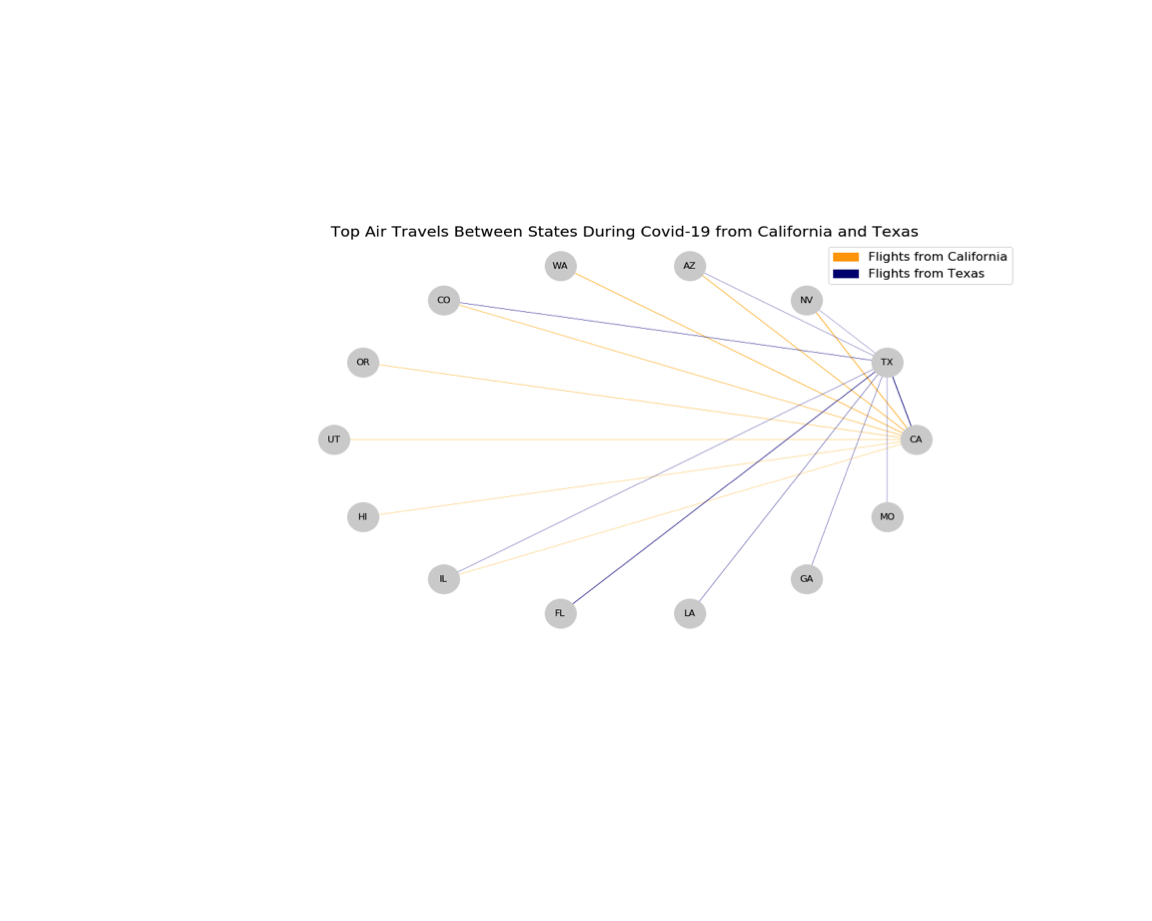 Top Air Travels Between States During Covid-19 from California and Texas
Flights from California
Flights from Texas
WA
AZ
NV
CO
OR
TX
UT
CA
HI
MO
IL
GA
FL
LA